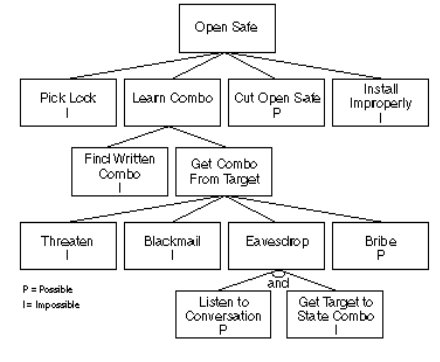 Open Safe
Pick Lock
I
Learn Combo
Cut Open Safe
P
Install
Improperly
I
Find Written
Combo
I
Get Combo
From Target
Threaten
I
Blackmail
I
Eavesdrop
Bribe
P
and
P = Possible
I = Impossible
Listen to
Conversation
P
Get Target to
State Combo
I